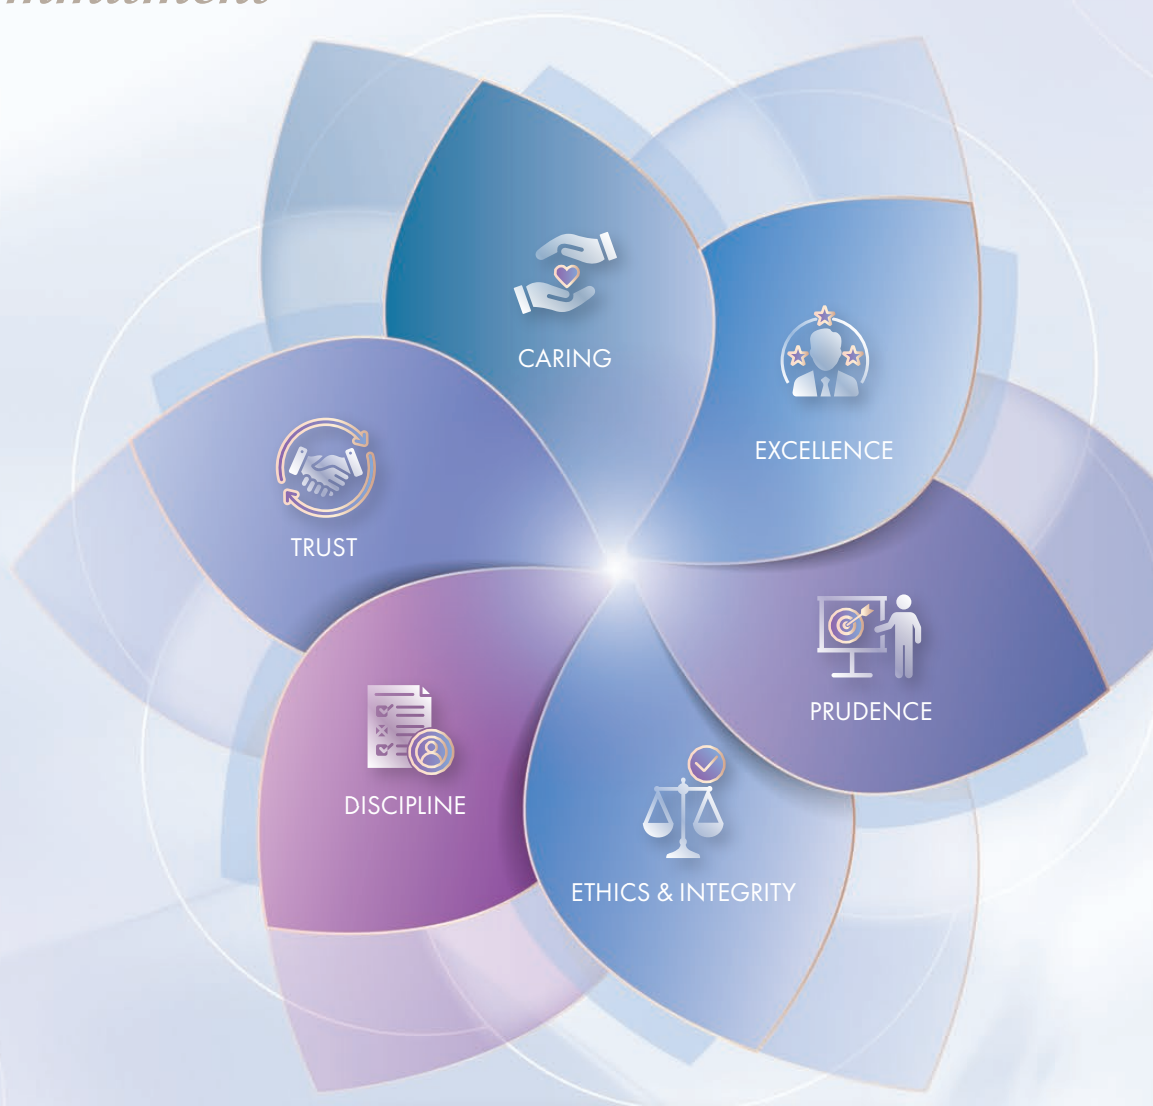 CARING
EXCELLENCE
TRUST
PRUDENCE
DISCIPLINE
ETHICS & INTEGRITY